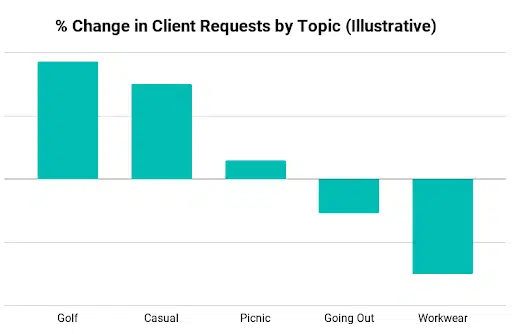 % Change in Client Requests by Topic (Illustrative)
Golf Casual Picnic Going Out Workwear